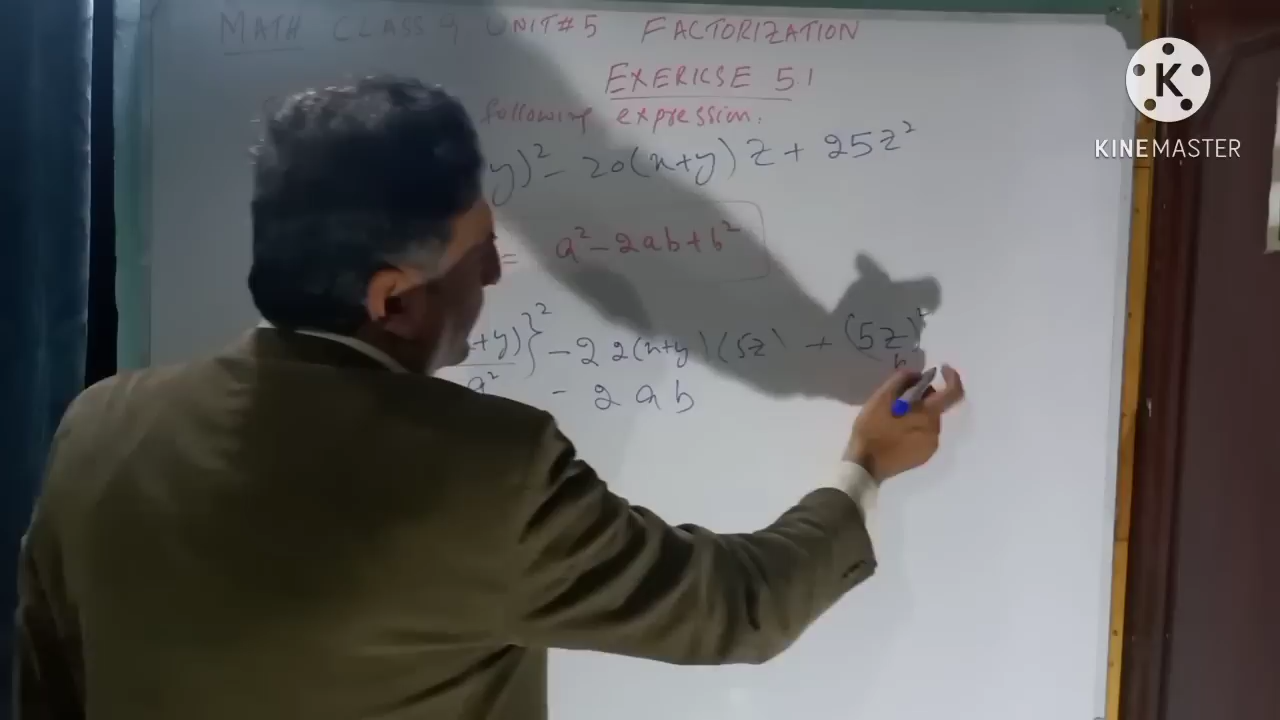 MATH CLASS 9 UNIT # 5 FACTORIZATION
EXERICSE 5.1
following expression.
y)² - 20(x+y) z + 25z²
= a² - 2ab + b²
+y)}² - 2 2(x+y)(5z) + (5z)²
a² - 2 a b b
K
KINEMASTER